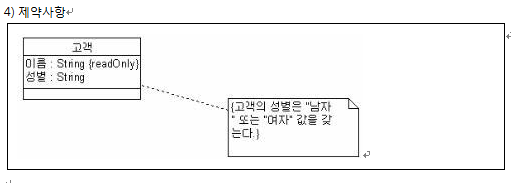 4) 제약사항
고객
이름 : String {readOnly}
성별 : String
{고객의 성별은 "남자
" 또는 "여자" 값을 갖
는다.}